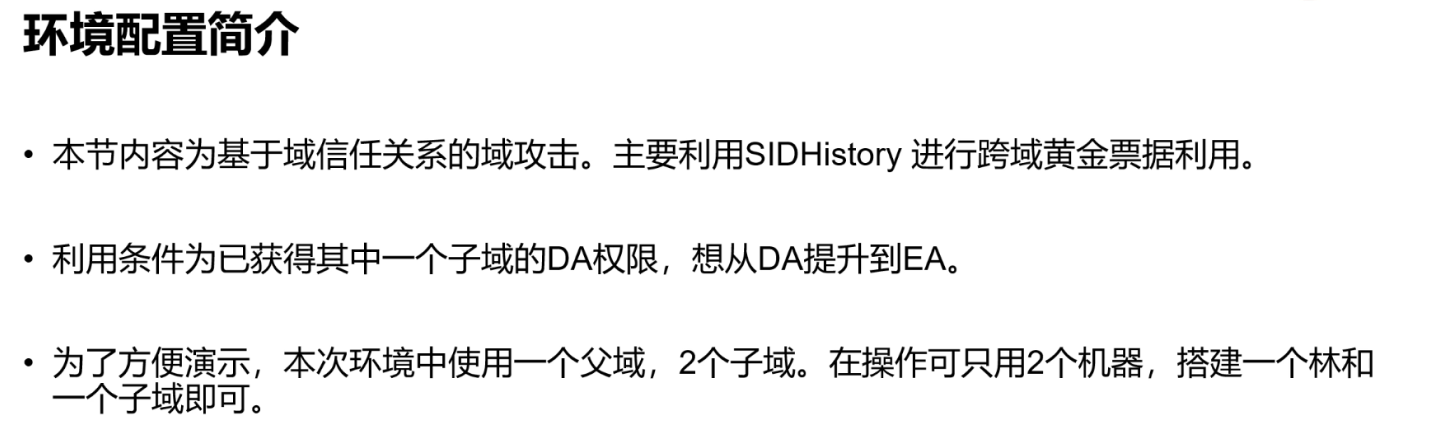 环境配置简介
• 本节内容为基于域信任关系的域攻击。主要利用SIDHistory 进行跨域黄金票据利用。
• 利用条件为已获得其中一个子域的DA权限，想从DA提升到EA。
• 为了方便演示，本次环境中使用一个父域，2个子域。在操作可只用2个机器，搭建一个林和
一个子域即可。